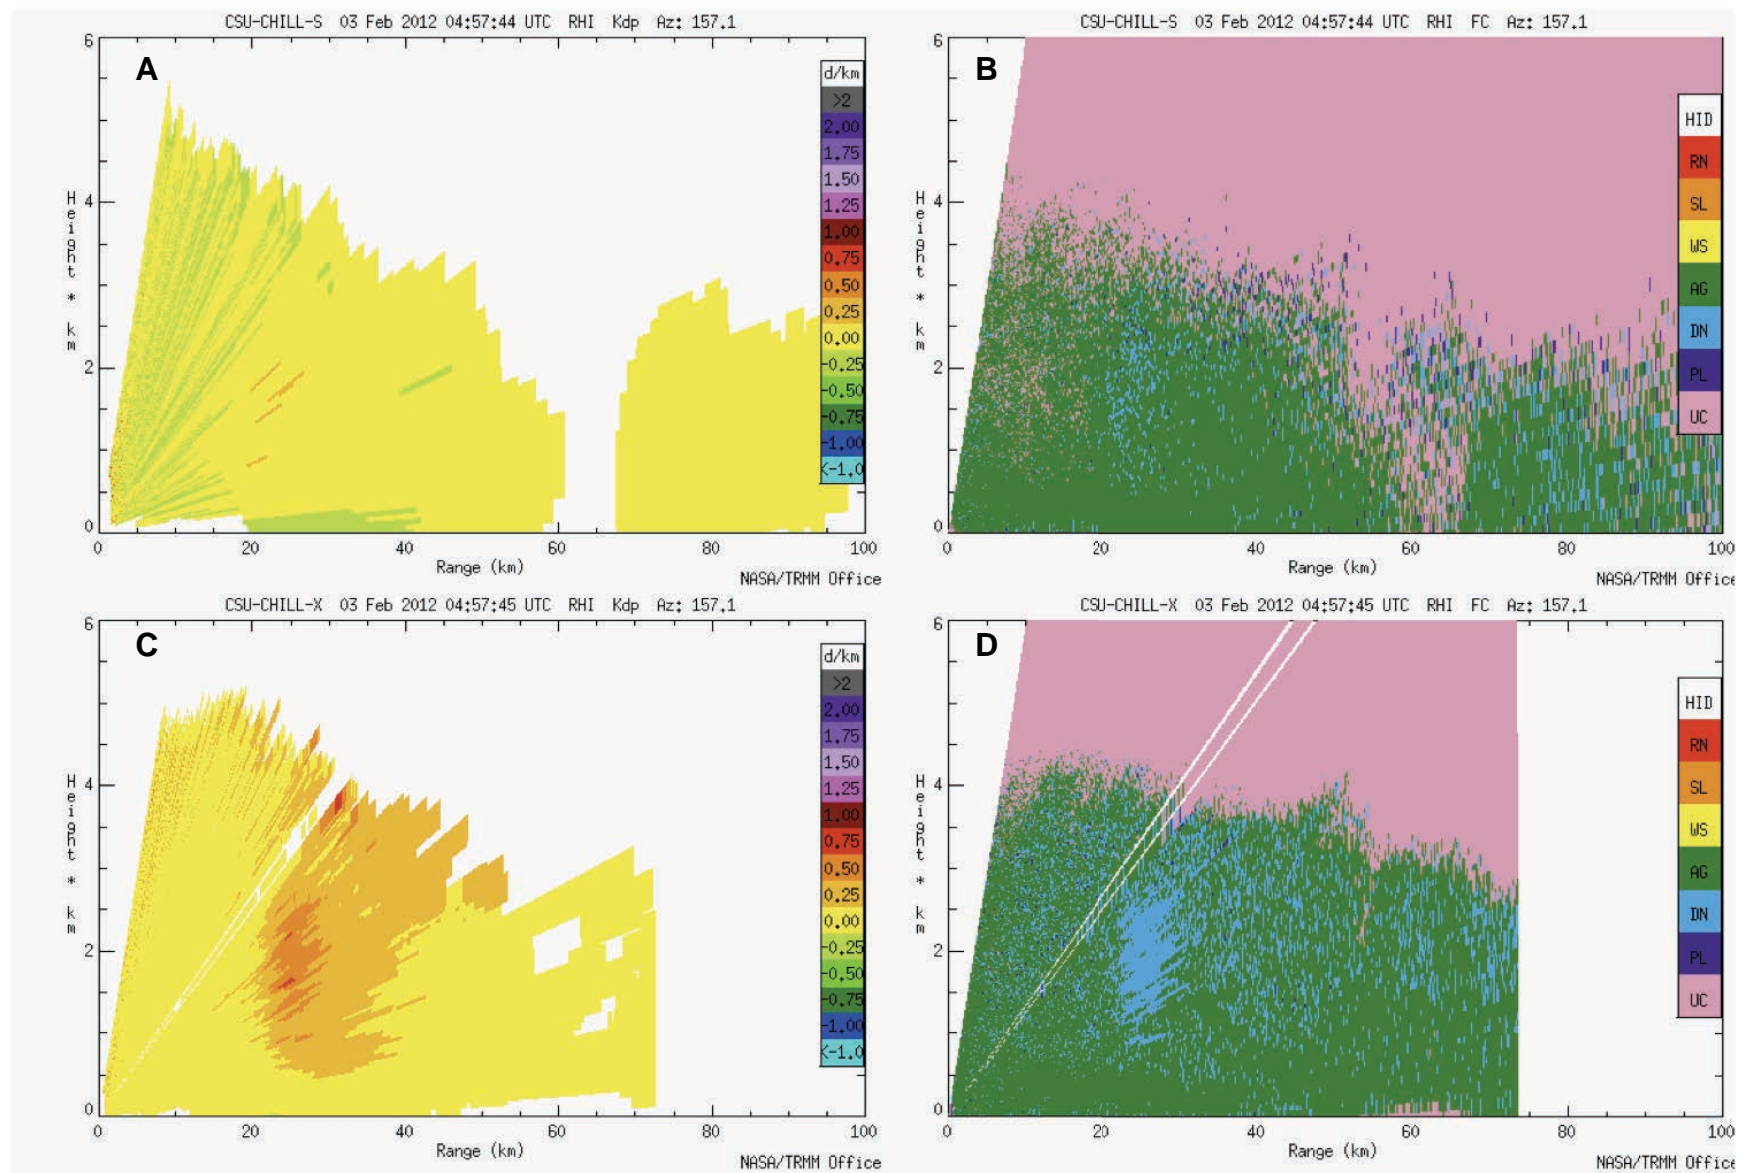 CSU-CHILL-S 03 Feb 2012 04:57:44 UTC RHI Kdp Az: 157.1
A
6
4
2
0
Height * km
d/km
>2
2.00
1.75
1.50
1.25
1.00
0.75
0.50
0.25
0.00
-0.25
-0.50
-0.75
-1.00
<-1.0
0 20 40 60 80 100
Range (km)
NASA/TRMM Office
CSU-CHILL-S 03 Feb 2012 04:57:44 UTC RHI FC Az: 157.1
B
6
4
2
0
Height * km
HID
RN
SL
WS
AG
DN
PL
UC
0 20 40 60 80 100
Range (km)
NASA/TRMM Office
CSU-CHILL-X 03 Feb 2012 04:57:45 UTC RHI Kdp Az: 157.1
C
6
4
2
0
Height * km
d/km
>2
2.00
1.75
1.50
1.25
1.00
0.75
0.50
0.25
0.00
-0.25
-0.50
-0.75
-1.00
<-1.0
0 20 40 60 80 100
Range (km)
NASA/TRMM Office
CSU-CHILL-X 03 Feb 2012 04:57:45 UTC RHI FC Az: 157.1
D
6
4
2
0
Height * km
HID
RN
SL
WS
AG
DN
PL
UC
0 20 40 60 80 100
Range (km)
NASA/TRMM Office